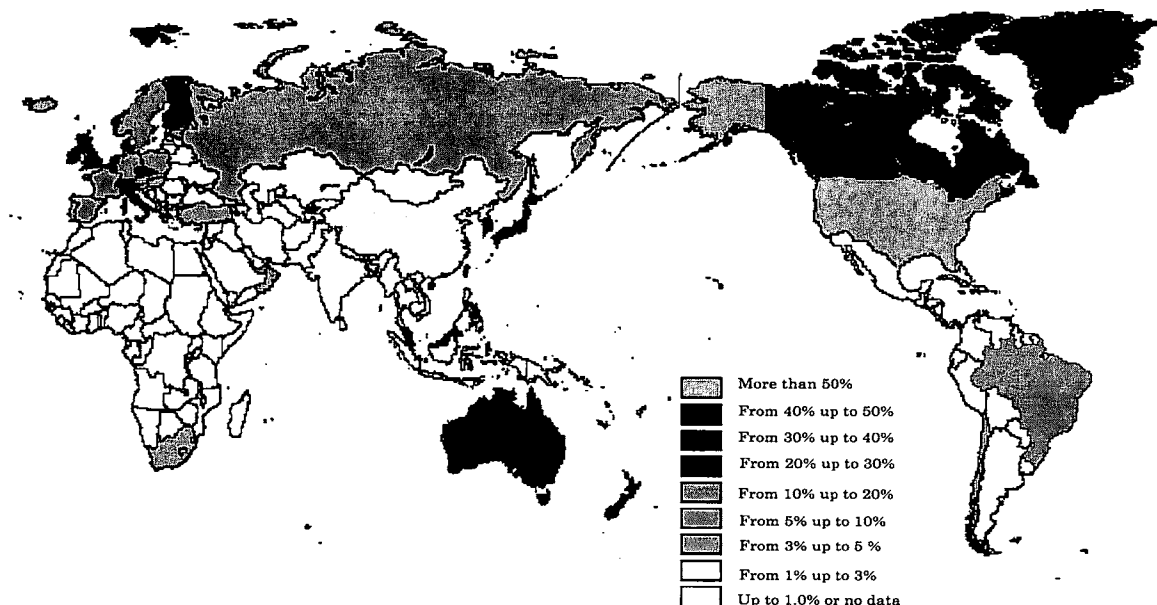 More than 50%
From 40% up to 50%
From 30% up to 40%
From 20% up to 30%
From 10% up to 20%
From 5% up to 10%
From 3% up to 5 %
From 1% up to 3%
Up to 1.0% or no data